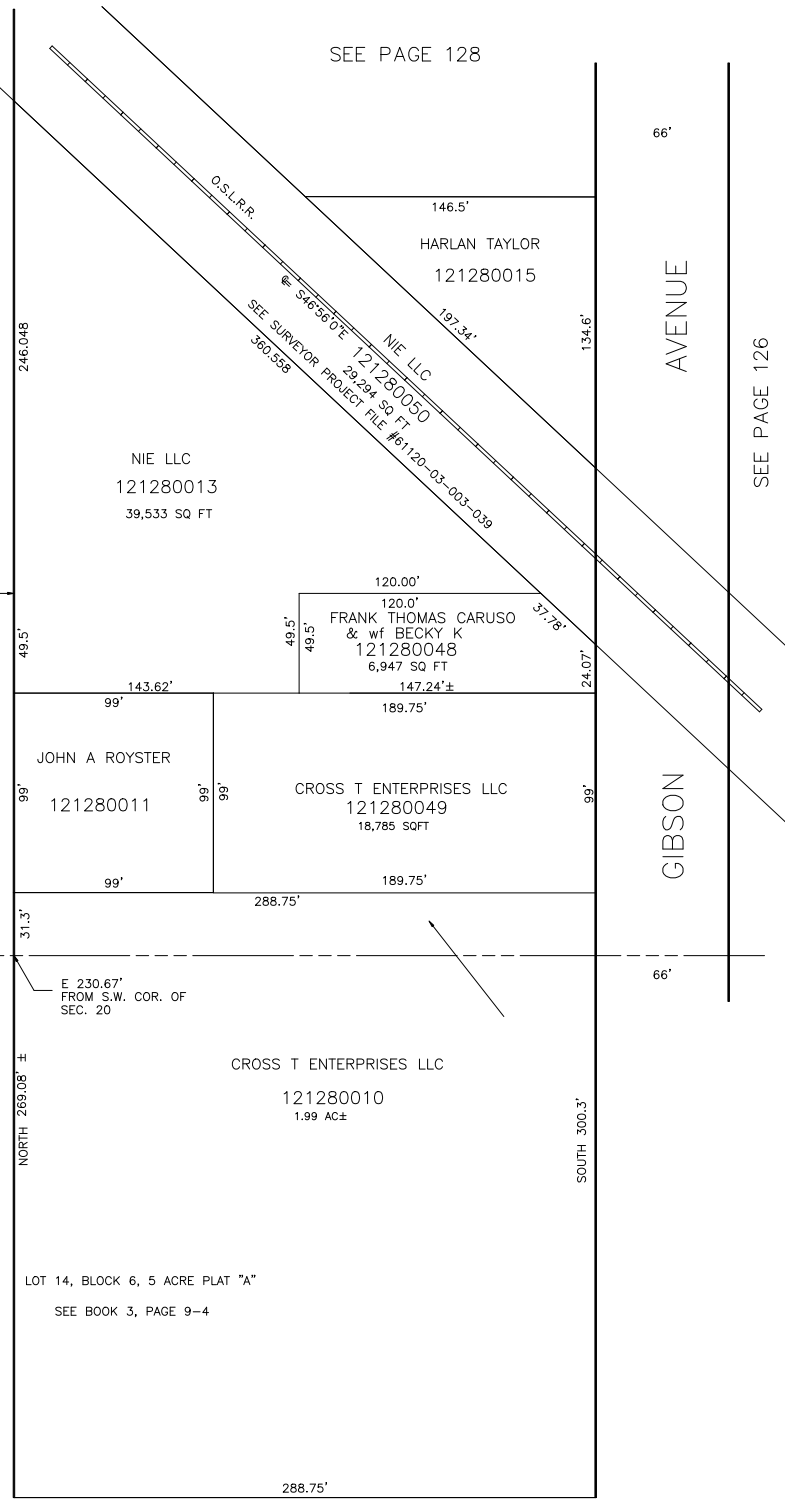 SEE PAGE 128
66'
O.S.L.R.R.
146.5'
HARLAN TAYLOR
121280015
AVENUE
246.048
℄ S46°56'0"E
197.34'
134.6'
SEE PAGE 126
NIE LLC
121280050
29,294 SQ FT
SEE SURVEYOR PROJECT FILE #61120-03-003-039
360.558
NIE LLC
121280013
39,533 SQ FT
120.00'
120.0'
37.78'
49.5'
49.5'
49.5'
FRANK THOMAS CARUSO
& wf BECKY K
121280048
6,947 SQ FT
24.07'
143.62'
147.24'±
99'
189.75'
JOHN A ROYSTER
121280011
99'
99'
99'
CROSS T ENTERPRISES LLC
121280049
18,785 SQFT
99'
GIBSON
99'
189.75'
288.75'
31.3'
66'
E 230.67'
FROM S.W. COR. OF
SEC. 20
CROSS T ENTERPRISES LLC
121280010
1.99 AC±
NORTH 269.08' ±
SOUTH 300.3'
LOT 14, BLOCK 6, 5 ACRE PLAT "A"
SEE BOOK 3, PAGE 9-4
288.75'